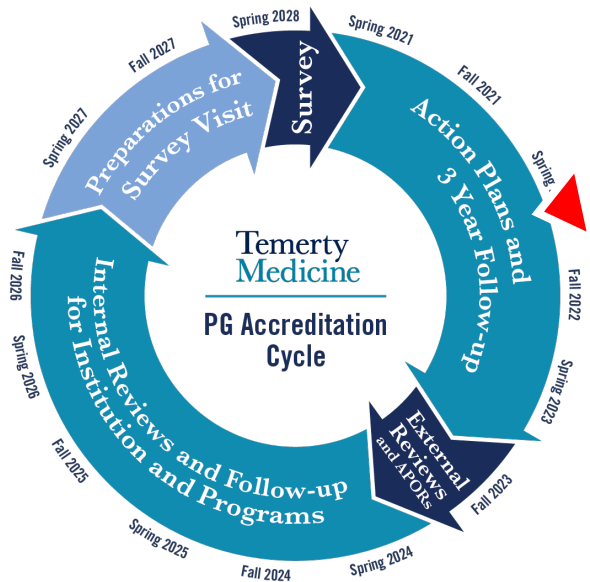 Spring 2028
Spring 2021
Fall 2021
Spring
Fall 2022
Spring 2023
Fall 2023
Spring 2024
Fall 2024
Spring 2025
Fall 2025
Spring 2026
Fall 2026
Spring 2027
Fall 2027
Survey
Action Plans and
3 Year Follow-up
External
Reviews
and APORs
Internal Reviews and Follow-up
for Institution and Programs
Preparations for
Survey Visit
Temerty
Medicine
PG Accreditation
Cycle